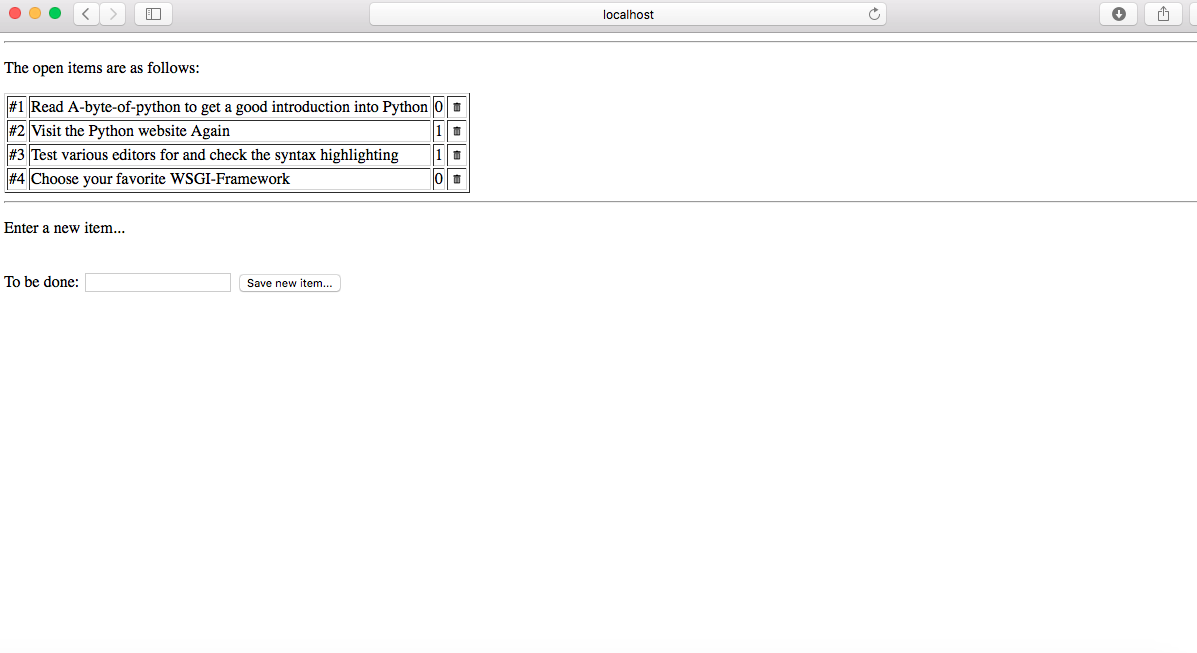 localhost
The open items are as follows:
#1 Read A-byte-of-python to get a good introduction into Python 0
#2 Visit the Python website Again 1
#3 Test various editors for and check the syntax highlighting 1
#4 Choose your favorite WSGI-Framework 0
Enter a new item...
To be done: Save new item...